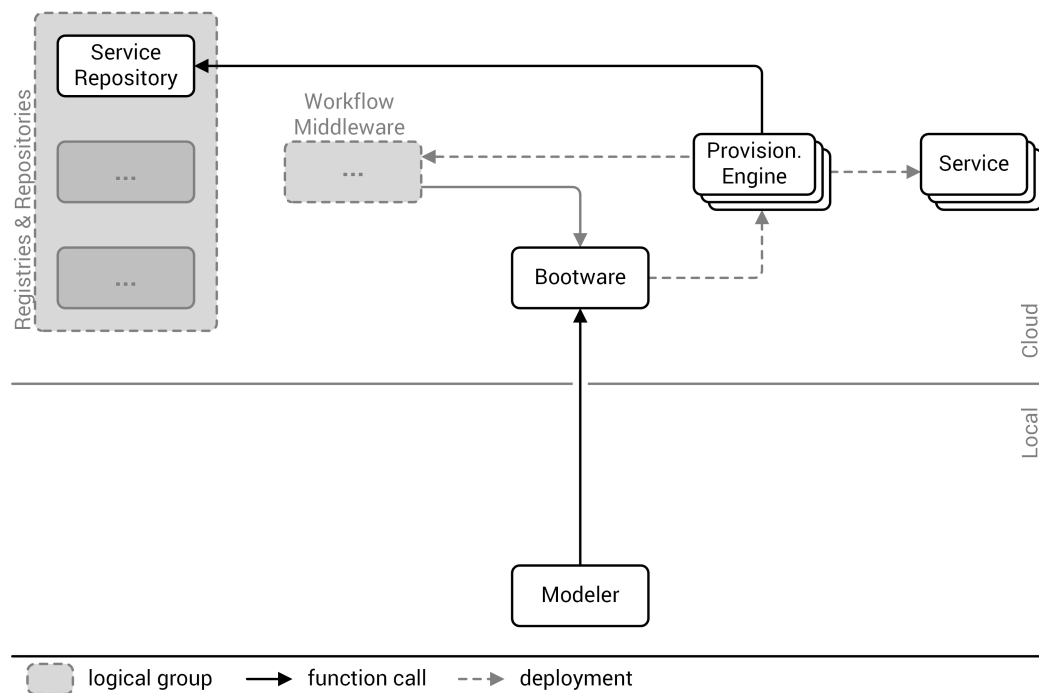 Service
Repository
...
...
Registries & Repositories
Workflow
Middleware
...
Provision.
Engine
Service
Bootware
Cloud
Local
Modeler
logical group
function call
deployment